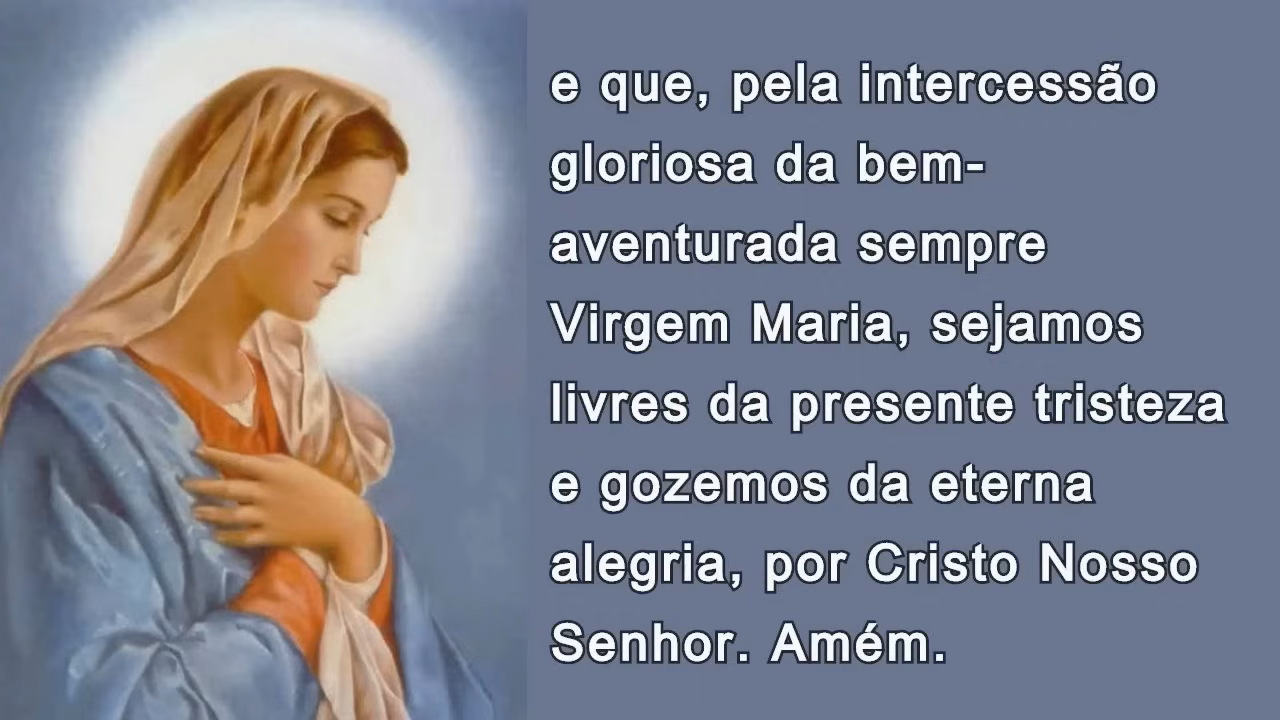 e que, pela intercessão
gloriosa da bem-
aventurada sempre
Virgem Maria, sejamos
livres da presente tristeza
e gozemos da eterna
alegria, por Cristo Nosso
Senhor. Amém.